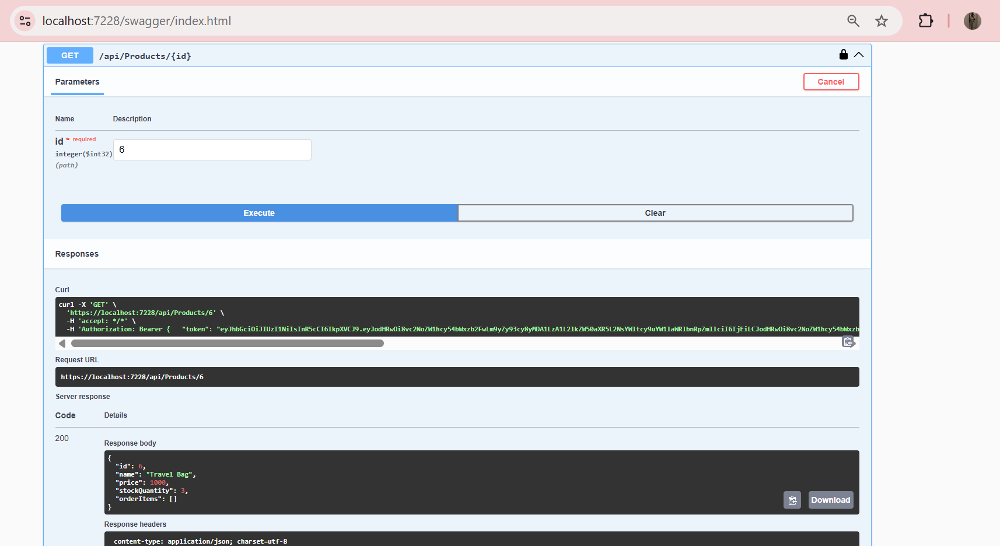 localhost:7228/swagger/index.html
GET /api/Products/{id}
Parameters
Cancel
Name Description
id * required
integer($int32)
(path)
6
Execute Clear
Responses
Curl
curl -X 'GET' \
'https://localhost:7228/api/Products/6' \
-H 'accept: */*' \
-H 'Authorization: Bearer {   "token": "eyJhbGciOiJIUzI1NiIsInR5cCI6IkpXVCJ9.eyJodHRwOi8vc2NoZW1hcy54bWxzb2FwLm9yZy93cy8yMDA1LzA1L2lkZW50aXR5L2NsYWltcy9uYW1laWRlbnRpZmllciI6IjEiLCJodHRwOi8vc2NoZW1hcy54bWxzb
Request URL
https://localhost:7228/api/Products/6
Server response
Code Details
200
Response body
{
"id": 6,
"name": "Travel Bag",
"price": 1000,
"stockQuantity": 3,
"orderItems": []
}
Download
Response headers
content-type: application/json; charset=utf-8